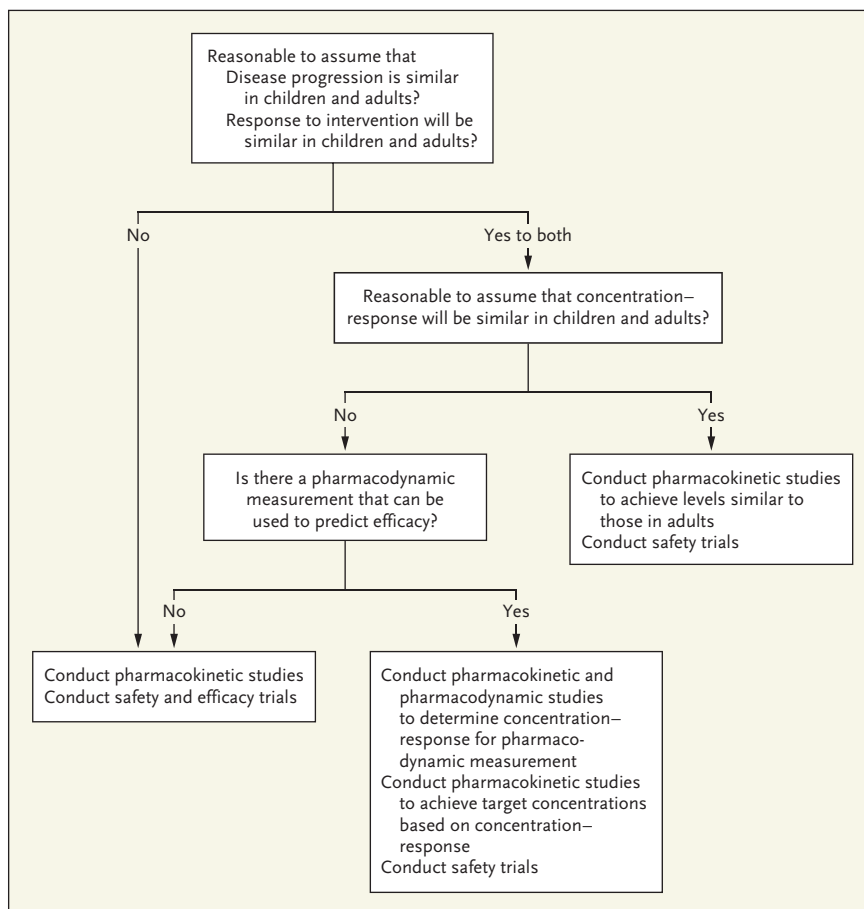 Reasonable to assume that
Disease progression is similar
in children and adults?
Response to intervention will be
similar in children and adults?
No
Yes to both
Reasonable to assume that concentration–
response will be similar in children and adults?
No
Yes
Is there a pharmacodynamic
measurement that can be
used to predict efficacy?
Conduct pharmacokinetic studies
to achieve levels similar to
those in adults
Conduct safety trials
No
Yes
Conduct pharmacokinetic studies
Conduct safety and efficacy trials
Conduct pharmacokinetic and
pharmacodynamic studies
to determine concentration–
response for pharmaco-
dynamic measurement
Conduct pharmacokinetic studies
to achieve target concentrations
based on concentration–
response
Conduct safety trials